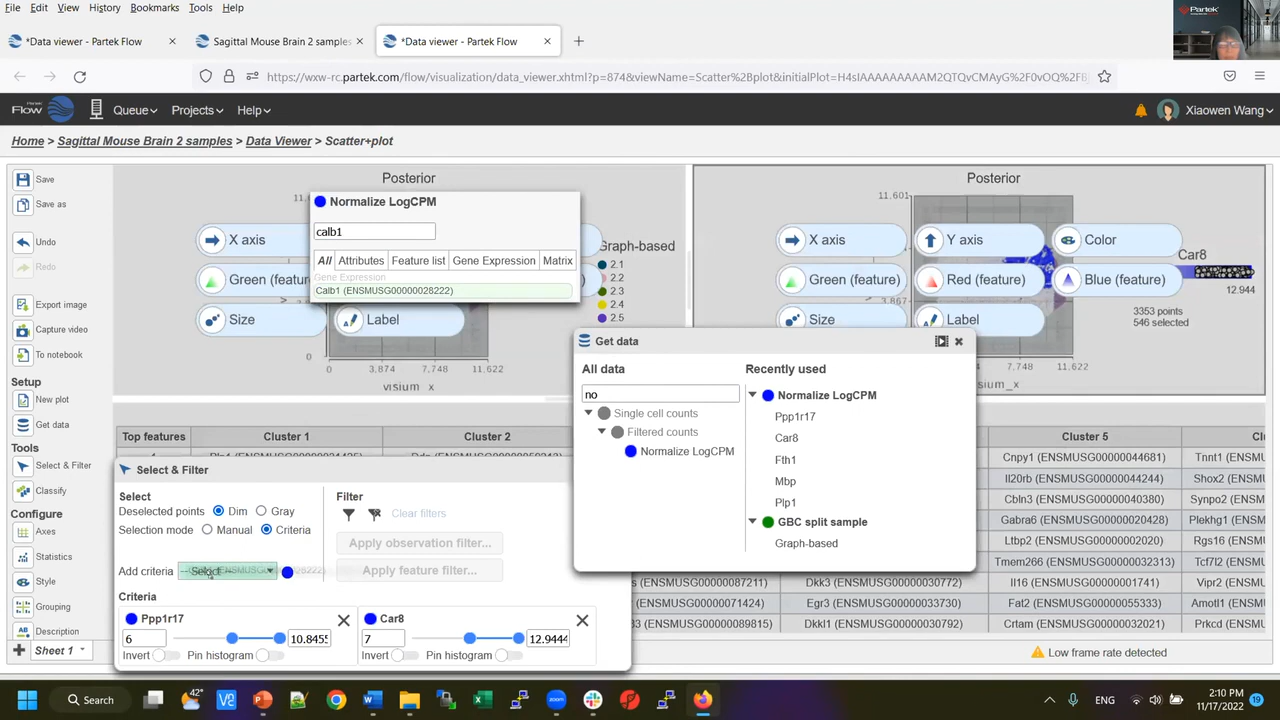 File Edit View History Bookmarks Tools Help
*Data viewer - Partek Flow
Sagittal Mouse Brain 2 samples
*Data viewer - Partek Flow
Partek
https://wxw-rc.partek.com/flow/visualization/data_viewer.xhtml?p=874&viewName=Scatter%2Bplot&initialPlot=H4sIAAAAAAAAAM2QTQvCMAyG%2F0vOQ%2F8
Partek Flow Queue Projects Help Xiaowen Wang
Home > Sagittal Mouse Brain 2 samples > Data Viewer > Scatter+plot
Save
Save as
Undo
Redo
Export image
Capture video
To notebook
Setup
New plot
Get data
Tools
Select & Filter
Classify
Configure
Axes
Statistics
Style
Grouping
Description
Sheet 1
Posterior
X axis
Green (feature)
Size
Label
Graph-based
2.1
2.2
2.3
2.4
2.5
0
0 3.874 7.748 11.622
visium_x
Normalize LogCPM
calb1
All Attributes Feature list Gene Expression Matrix
Gene Expression
Calb1 (ENSMUSG00000028222)
Posterior
11.601
X axis Y axis Color
Green (feature) Red (feature) Blue (feature)
Size Label
3.867
Car8
12.944
3353 points
546 selected
7.748 11.622
Get data
All data
no
Single cell counts
Filtered counts
Normalize LogCPM
Recently used
Normalize LogCPM
Ppp1r17
Car8
Fth1
Mbp
Plp1
GBC split sample
Graph-based
Top features Cluster 1 Cluster 2 Cluster 5
Cnpy1 (ENSMUSG00000044681) Tnnt1
Il20rb (ENSMUSG00000044244) Shox2
Cbln3 (ENSMUSG00000040380) Synpo2
Gabra6 (ENSMUSG00000020428) Plekhg1
Ltbp2 (ENSMUSG00000002020) Rgs16
Tmem266 (ENSMUSG00000032313) Tcf7l2
Dkk3 (ENSMUSG00000030772) Il16 (ENSMUSG00000001741) Vipr2
Egr3 (ENSMUSG00000033730) Fat2 (ENSMUSG00000055333) Amotl1
Dkkl1 (ENSMUSG00000030792) Crtam (ENSMUSG00000032021) Prkcd
Select & Filter
Select
Deselected points Dim Gray
Selection mode Manual Criteria
Add criteria
Filter
Clear filters
Apply observation filter...
Apply feature filter...
Criteria
Ppp1r17
6 10.8455
Invert Pin histogram
Car8
7 12.9444
Invert Pin histogram
Low frame rate detected
Search
42°
ENG
2:10 PM
11/17/2022
19